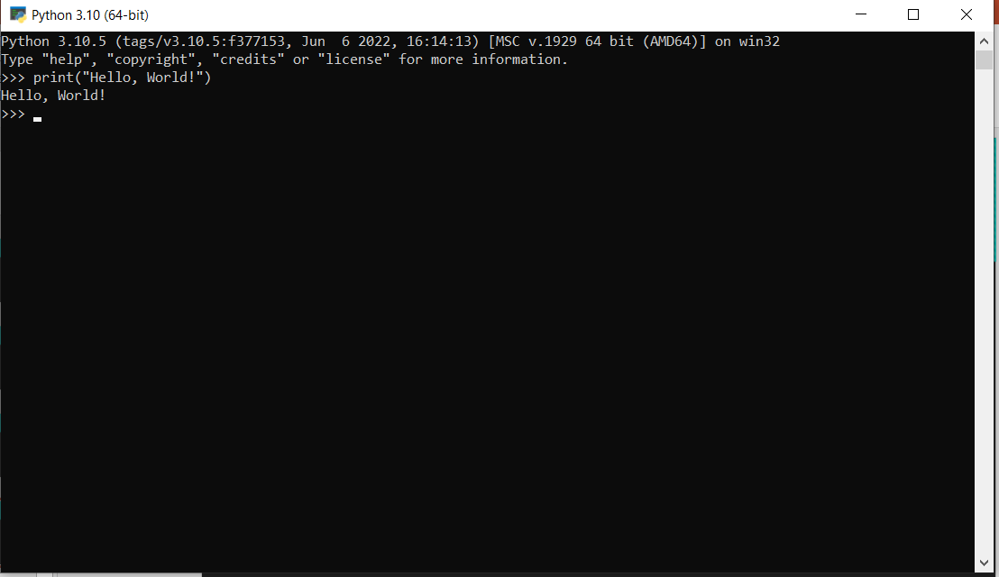 Python 3.10 (64-bit)
Python 3.10.5 (tags/v3.10.5:f377153, Jun  6 2022, 16:14:13) [MSC v.1929 64 bit (AMD64)] on win32
Type "help", "copyright", "credits" or "license" for more information.
>>> print("Hello, World!")
Hello, World!
>>>